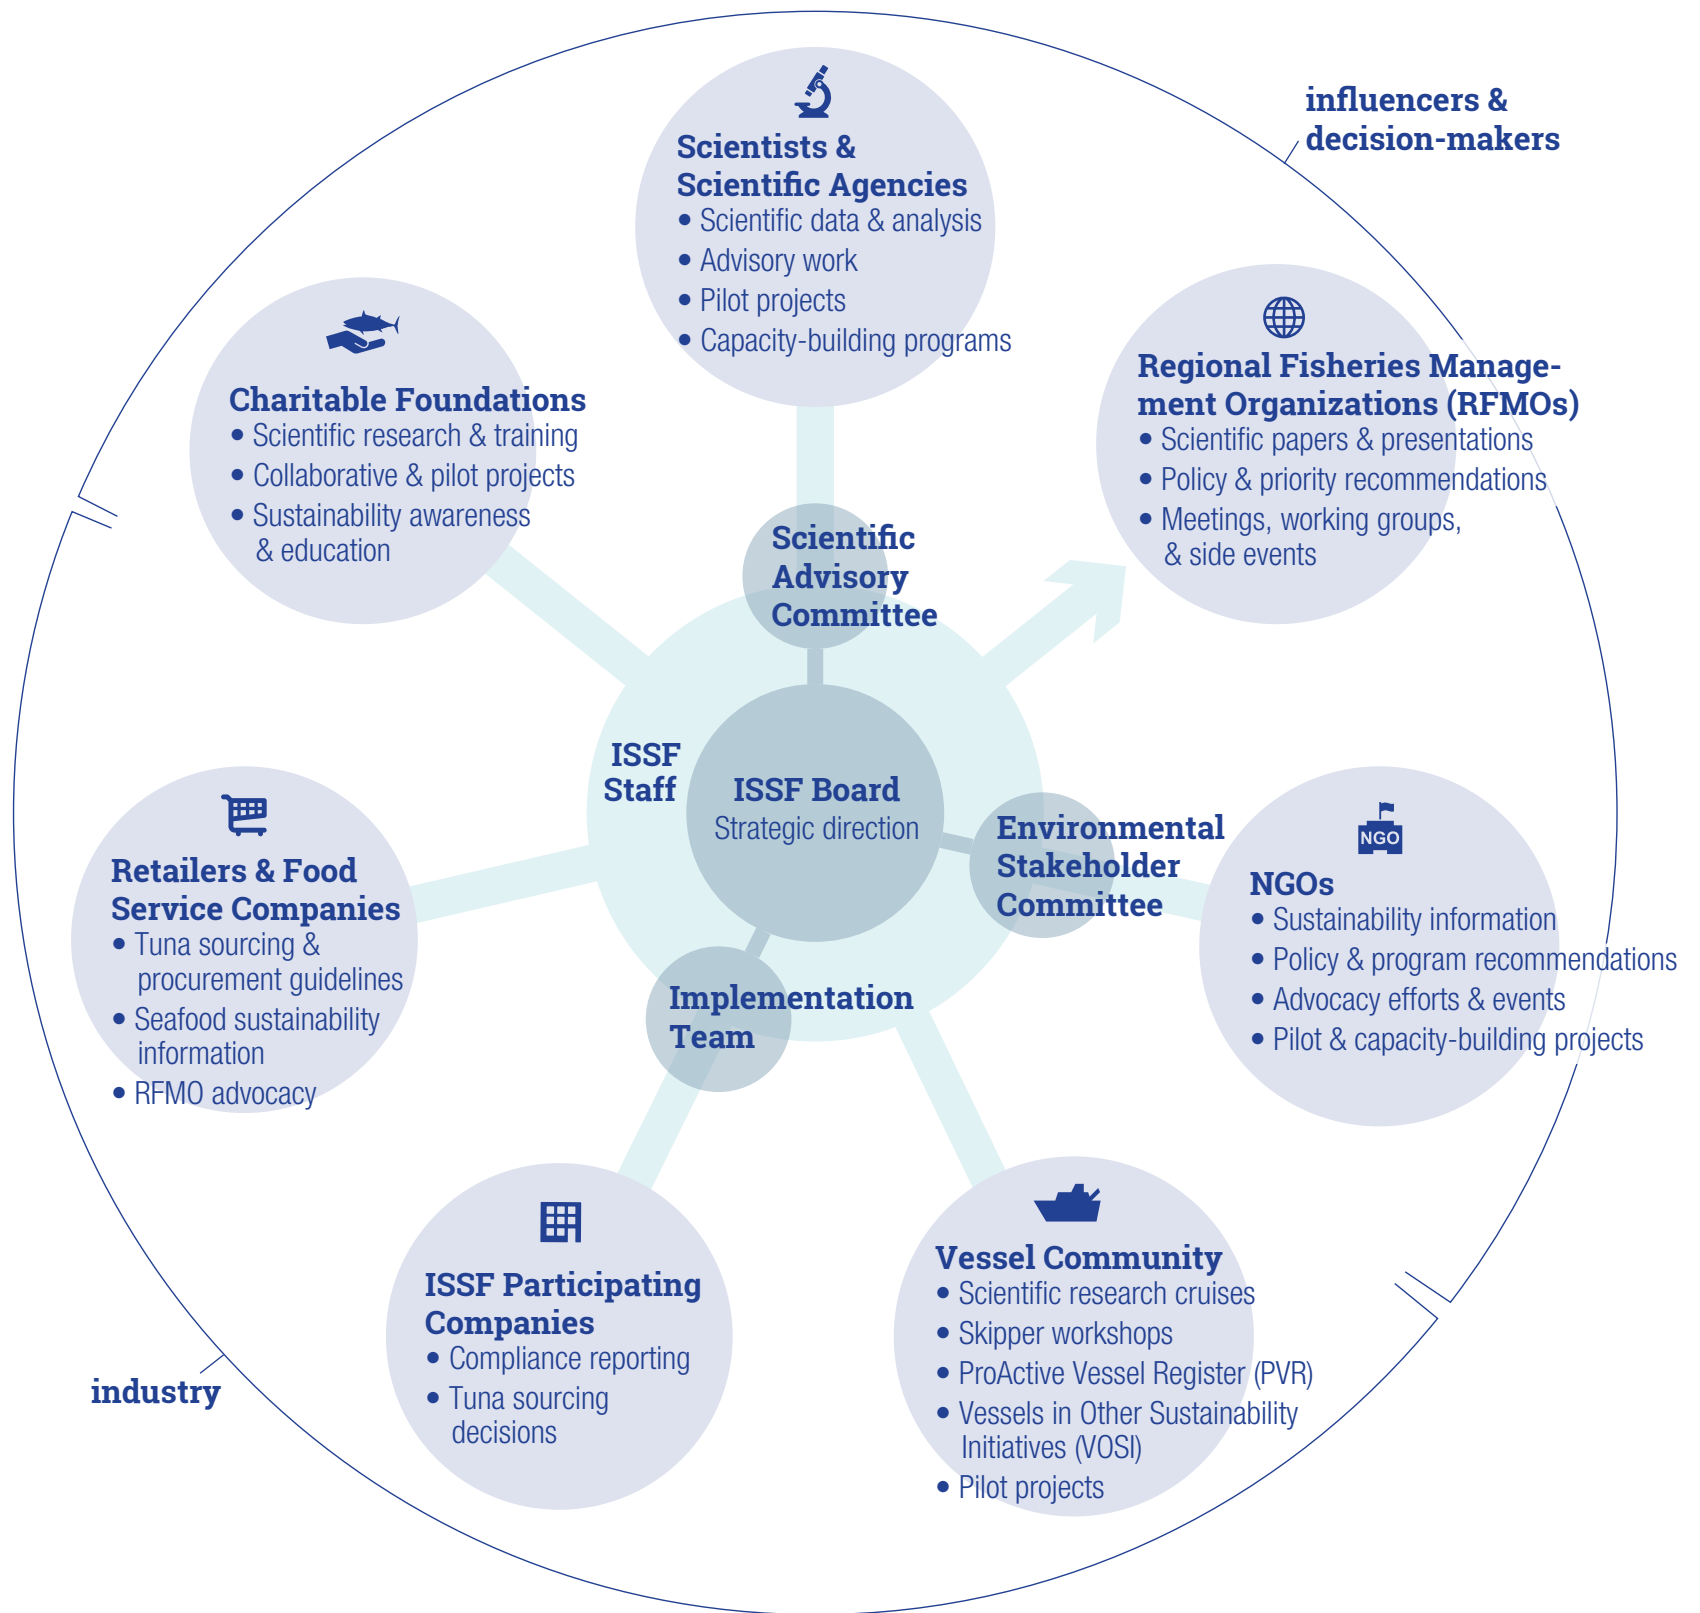 influencers &
decision-makers
Scientists &
Scientific Agencies
• Scientific data & analysis
• Advisory work
• Pilot projects
• Capacity-building programs
Charitable Foundations
• Scientific research & training
• Collaborative & pilot projects
• Sustainability awareness
& education
Regional Fisheries Manage-
ment Organizations (RFMOs)
• Scientific papers & presentations
• Policy & priority recommendations
• Meetings, working groups,
& side events
Scientific
Advisory
Committee
ISSF
Staff
ISSF Board
Strategic direction
Environmental
Stakeholder
Committee
Implementation
Team
Retailers & Food
Service Companies
• Tuna sourcing &
procurement guidelines
• Seafood sustainability
information
• RFMO advocacy
NGO
NGOs
• Sustainability information
• Policy & program recommendations
• Advocacy efforts & events
• Pilot & capacity-building projects
ISSF Participating
Companies
• Compliance reporting
• Tuna sourcing
decisions
Vessel Community
• Scientific research cruises
• Skipper workshops
• ProActive Vessel Register (PVR)
• Vessels in Other Sustainability
Initiatives (VOSI)
• Pilot projects
industry